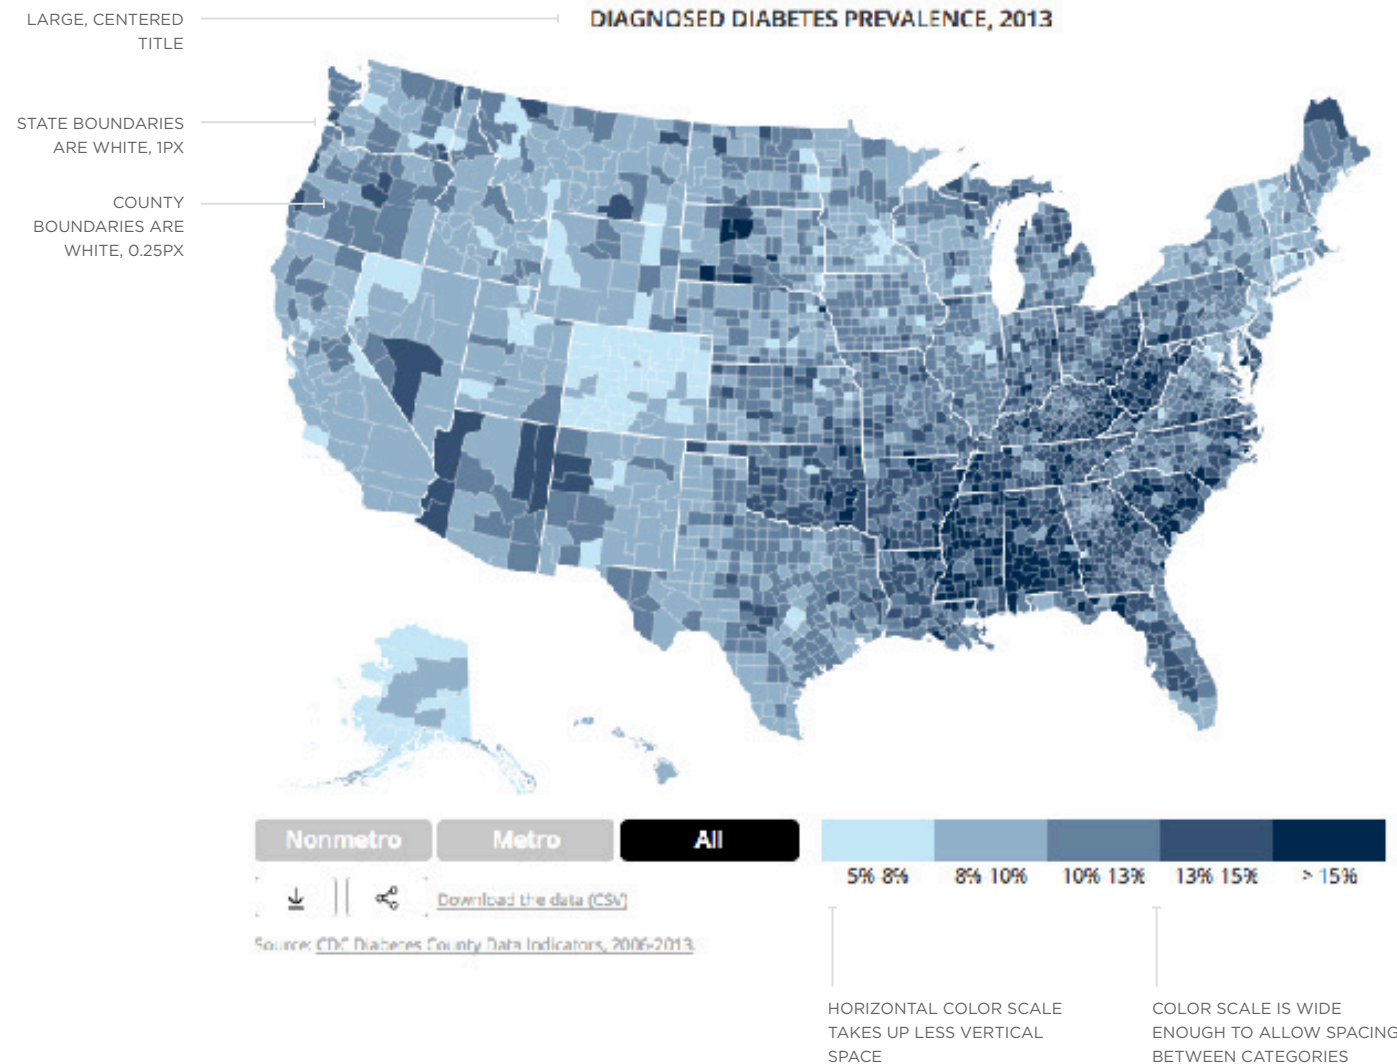 LARGE, CENTERED
TITLE
DIAGNOSED DIABETES PREVALENCE, 2013
STATE BOUNDARIES
ARE WHITE, 1PX
COUNTY
BOUNDARIES ARE
WHITE, 0.25PX
Nonmetro
Metro
All
5% 8%
8% 10%
10% 13%
13% 15%
> 15%
Download the data (CSV)
Source: CDC Diabetes County Data Indicators, 2006-2013.
HORIZONTAL COLOR SCALE
TAKES UP LESS VERTICAL
SPACE
COLOR SCALE IS WIDE
ENOUGH TO ALLOW SPACING
BETWEEN CATEGORIES